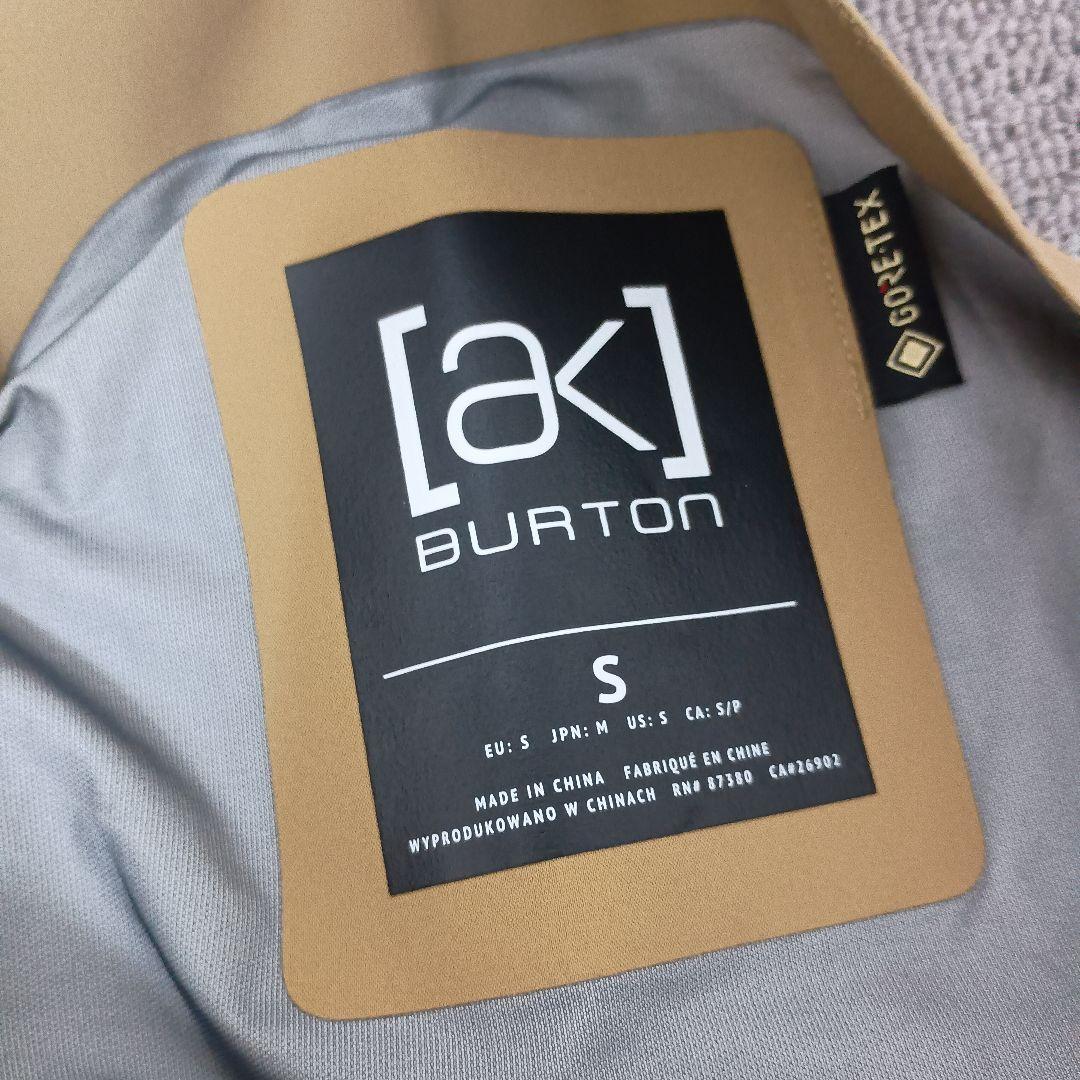 [ak]
BURTON
S
EU: S JPN: M US: S CA: S/P
MADE IN CHINA FABRIQUÉ EN CHINE
WYPRODUKOWANO W CHINACH RN# 87380 CA#26902
GORE-TEX